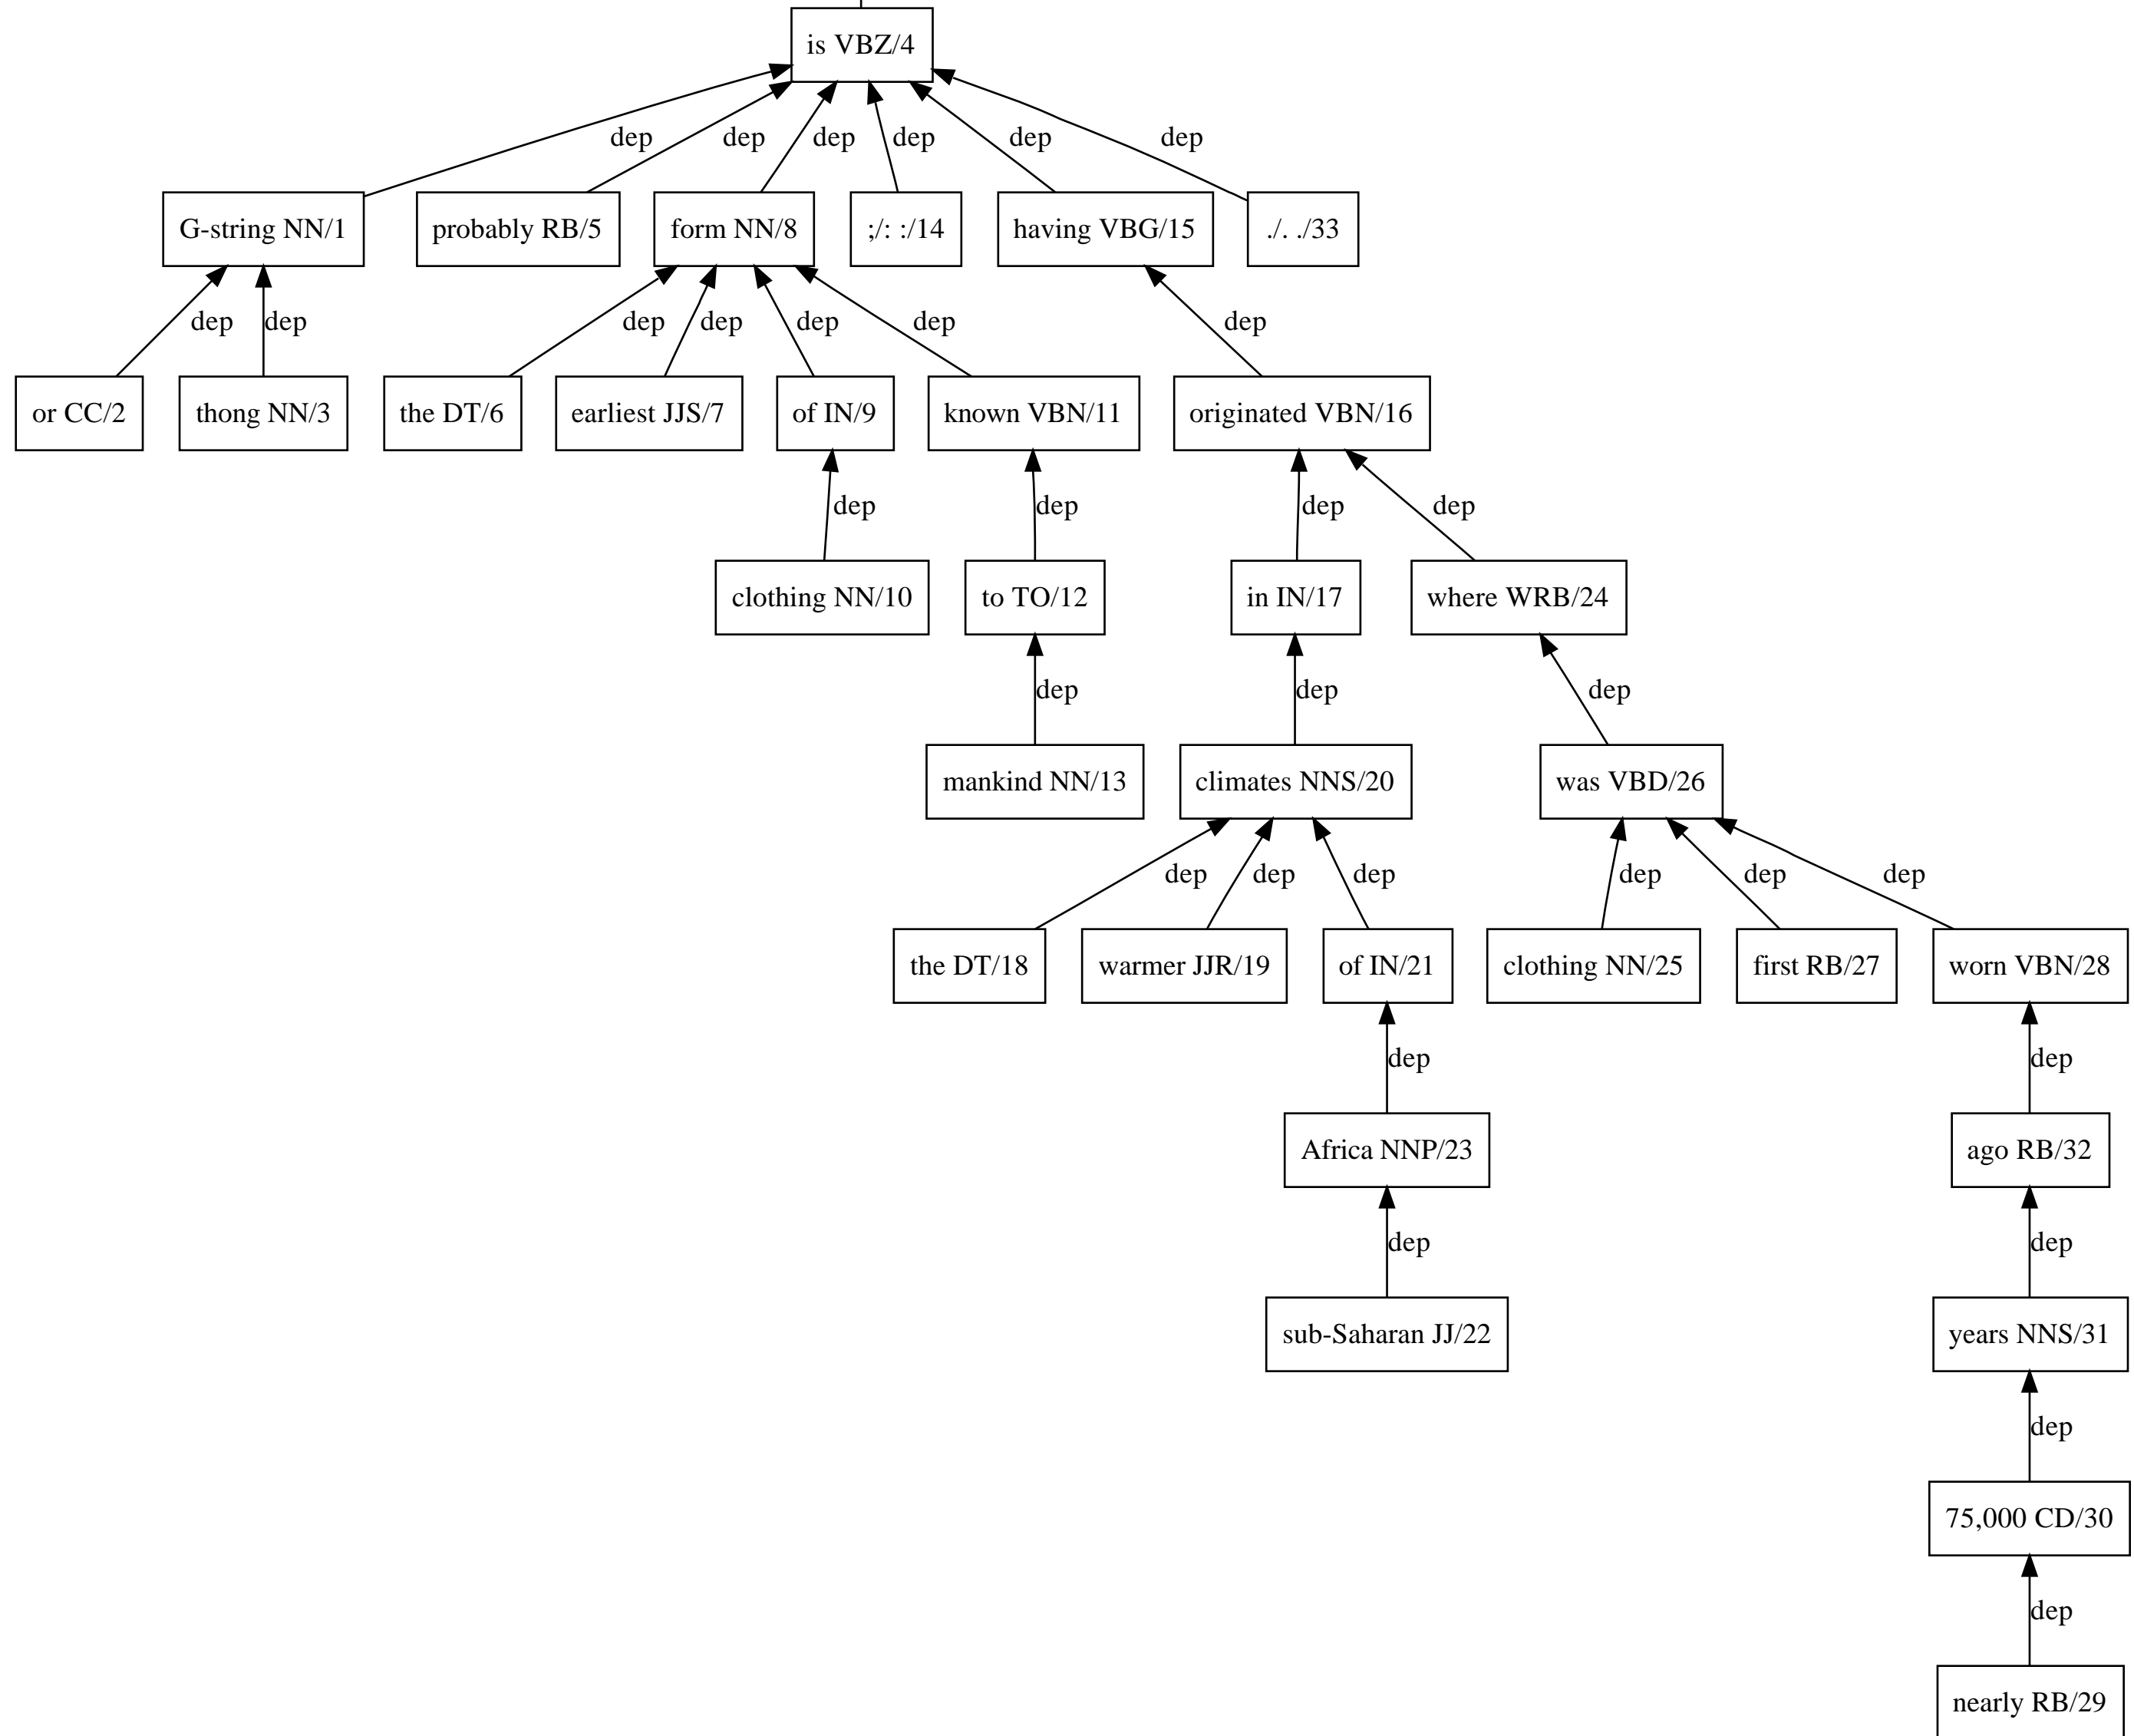 is VBZ/4
dep dep dep dep dep dep
G-string NN/1 probably RB/5 form NN/8 ;/: :/14 having VBG/15 ./. ./33
dep dep dep dep dep dep dep
or CC/2 thong NN/3 the DT/6 earliest JJS/7 of IN/9 known VBN/11 originated VBN/16
dep dep dep dep
clothing NN/10 to TO/12 in IN/17 where WRB/24
dep dep dep
mankind NN/13 climates NNS/20 was VBD/26
dep dep dep dep dep dep
the DT/18 warmer JJR/19 of IN/21 clothing NN/25 first RB/27 worn VBN/28
dep dep
Africa NNP/23 ago RB/32
dep dep
sub-Saharan JJ/22 years NNS/31
dep
75,000 CD/30
dep
nearly RB/29